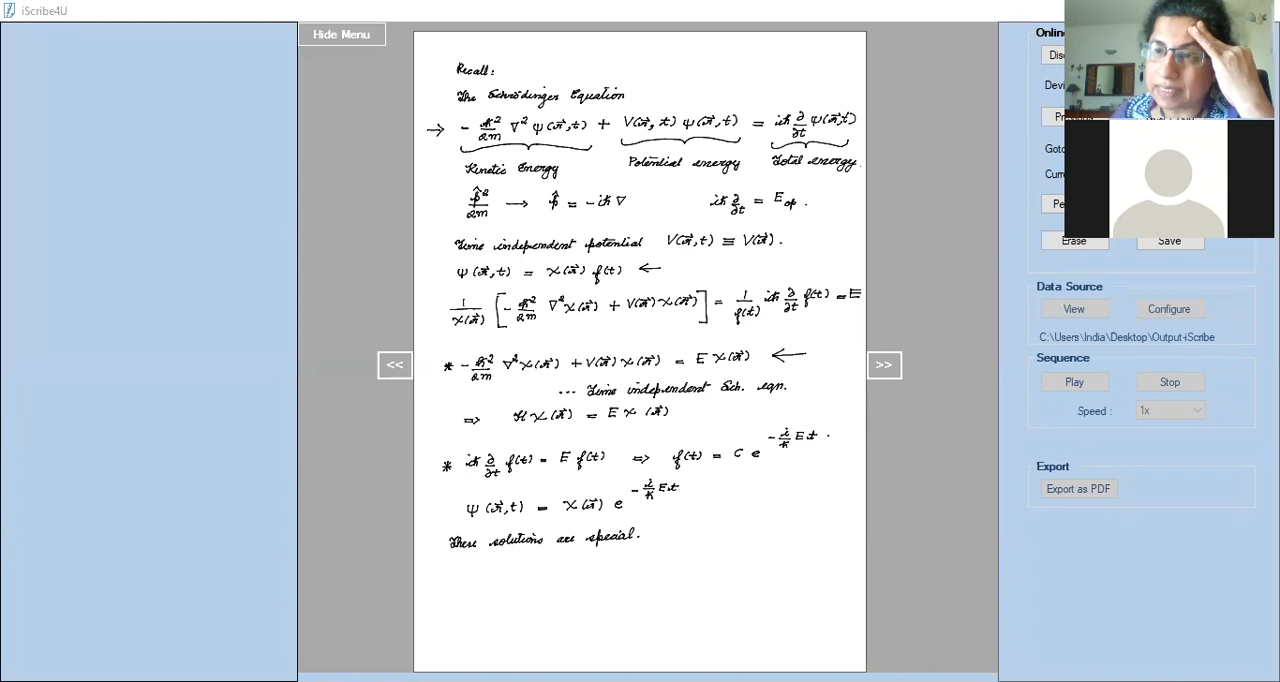 iScribe4U
Hide Menu
Recall:
The Schrödinger Equation
→ - ħ²/2m ∇² ψ(r⃗,t) + V(r⃗,t) ψ(r⃗,t) = iħ ∂/∂t ψ(r⃗,t)
Kinetic Energy Potential energy Total energy.
p̂²/2m → p̂ = -iħ∇ iħ ∂/∂t = E op.
Time independent potential V(r⃗,t) ≡ V(r⃗).
ψ(r⃗,t) = χ(r⃗) f(t) ←
1/χ(r⃗) [ - ħ²/2m ∇²χ(r⃗) + V(r⃗)χ(r⃗) ] = 1/f(t) iħ ∂/∂t f(t) = E
* - ħ²/2m ∇²χ(r⃗) + V(r⃗)χ(r⃗) = E χ(r⃗) ←
... Time independent Sch. eqn.
⇒ H χ(r⃗) = E χ(r⃗)
* iħ ∂/∂t f(t) = E f(t) ⇒ f(t) = C e^{-i/ħ Et}.
ψ(r⃗,t) = χ(r⃗) e^{-i/ħ Et}
These solutions are special.
<<
>>
Erase
Save
Data Source
View
Configure
C:\Users\India\Desktop\Output-iScribe
Sequence
Play
Stop
Speed :
1x
Export
Export as PDF